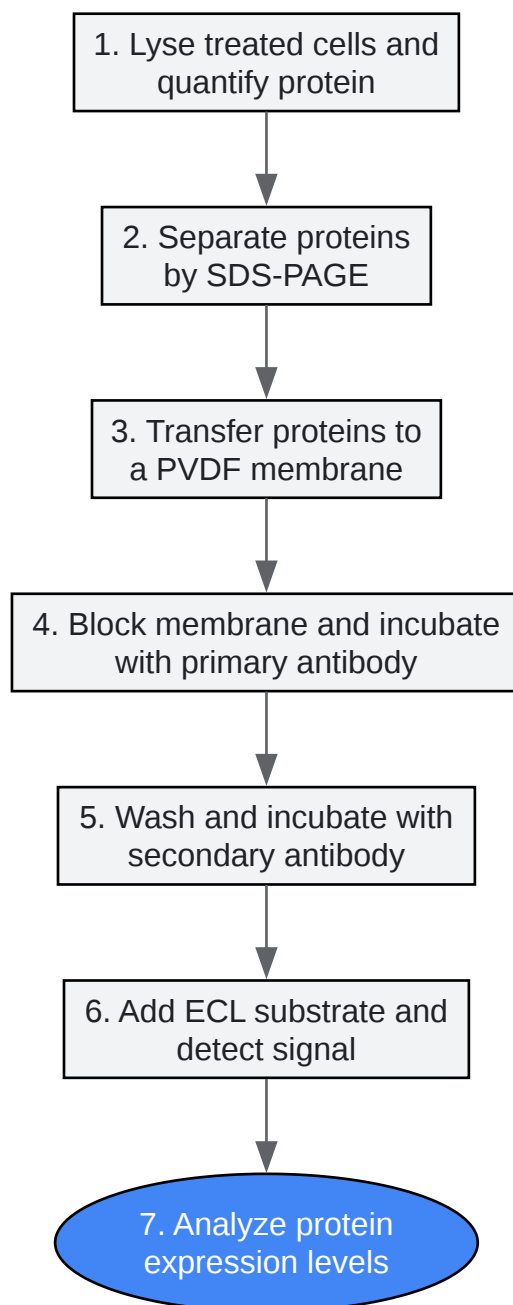 1. Lyse treated cells and
quantify protein
2. Separate proteins
by SDS-PAGE
3. Transfer proteins to
a PVDF membrane
4. Block membrane and incubate
with primary antibody
5. Wash and incubate with
secondary antibody
6. Add ECL substrate and
detect signal
7. Analyze protein
expression levels